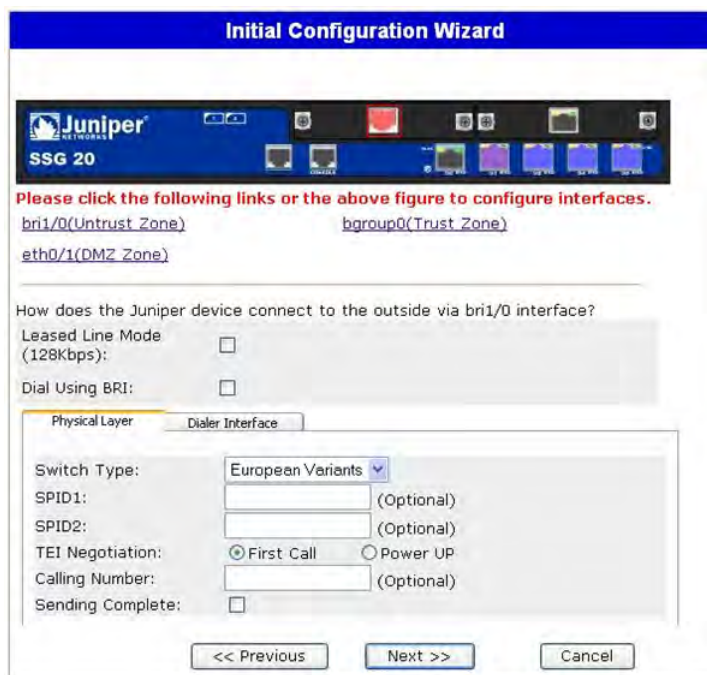 Initial Configuration Wizard
Juniper
NETWORKS
SSG 20
CONSOLE
Please click the following links or the above figure to configure interfaces.
bri1/0(Untrust Zone) bgroup0(Trust Zone)
eth0/1(DMZ Zone)
How does the Juniper device connect to the outside via bri1/0 interface?
Leased Line Mode
(128Kbps):
Dial Using BRI:
Physical Layer Dialer Interface
Switch Type: European Variants
SPID1: (Optional)
SPID2: (Optional)
TEI Negotiation: First Call Power UP
Calling Number: (Optional)
Sending Complete:
<< Previous Next >> Cancel